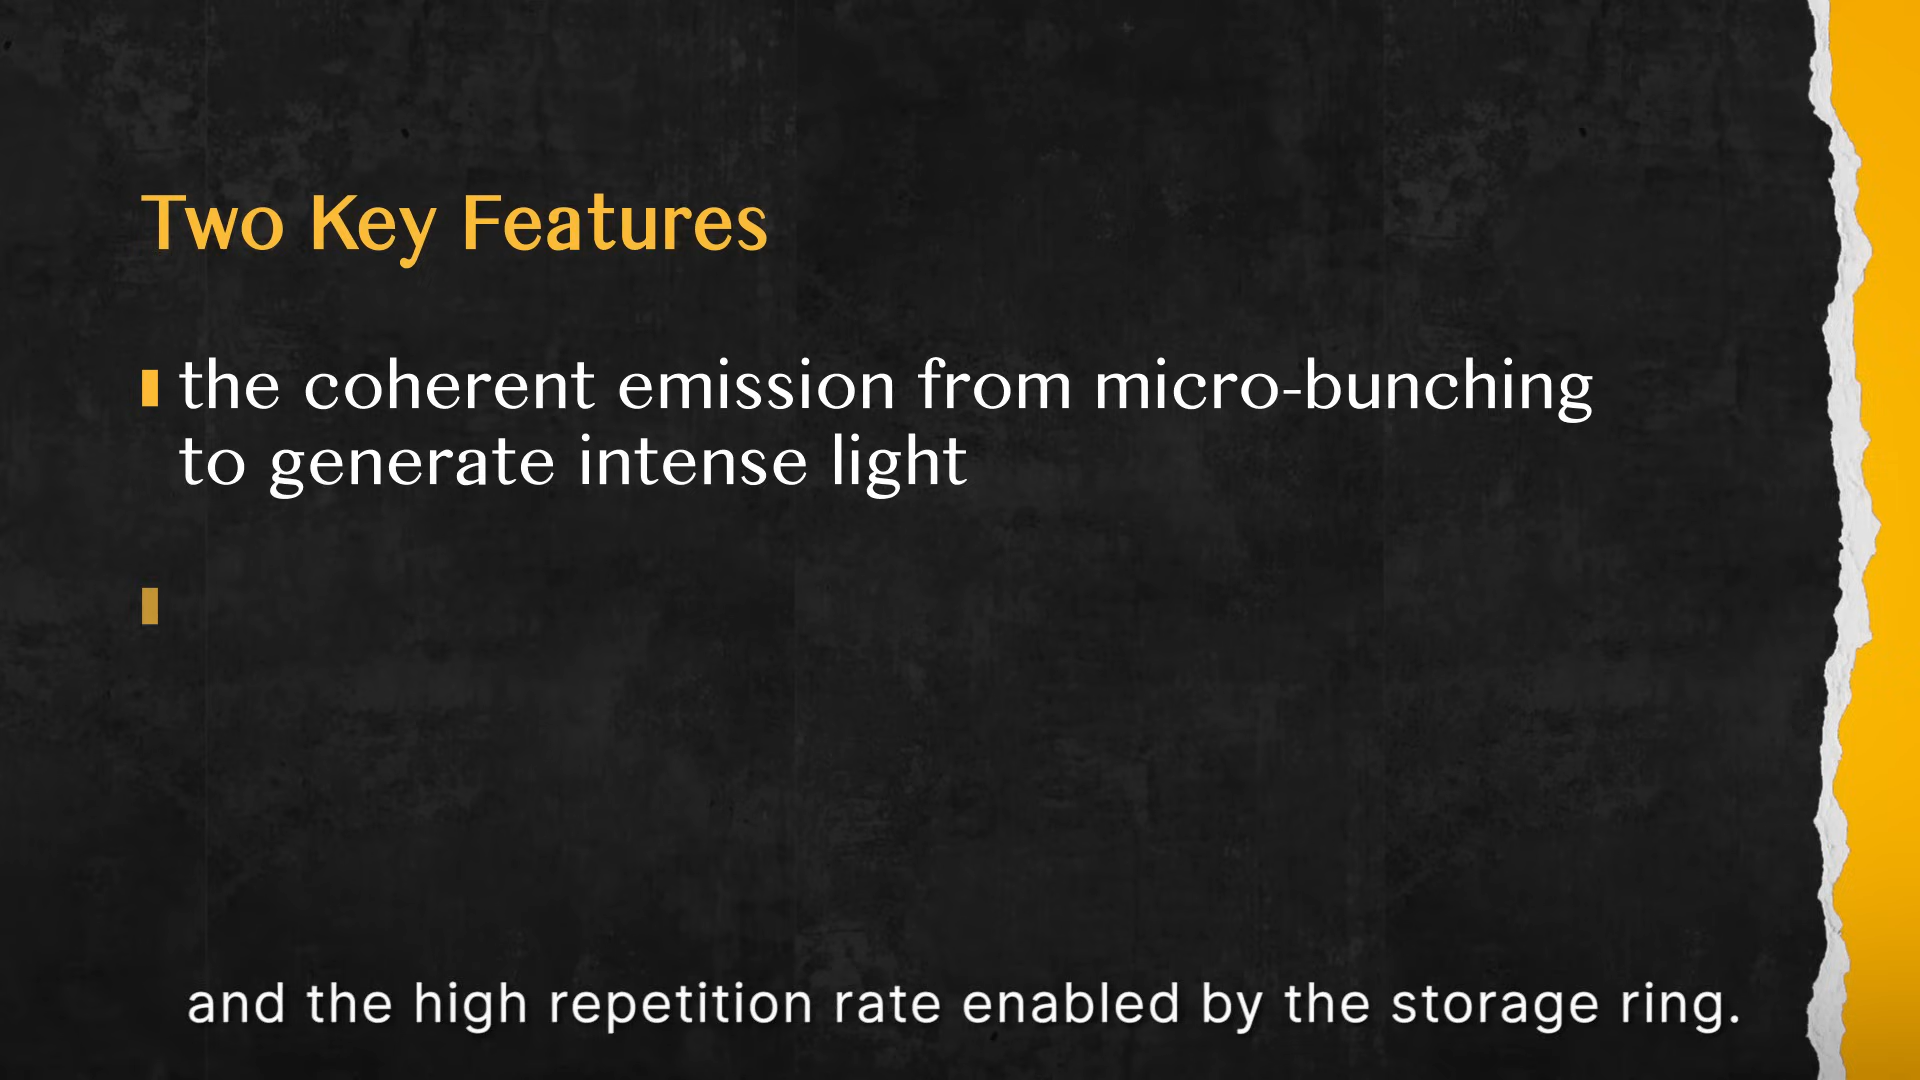 Two Key Features
the coherent emission from micro-bunching
to generate intense light
and the high repetition rate enabled by the storage ring.